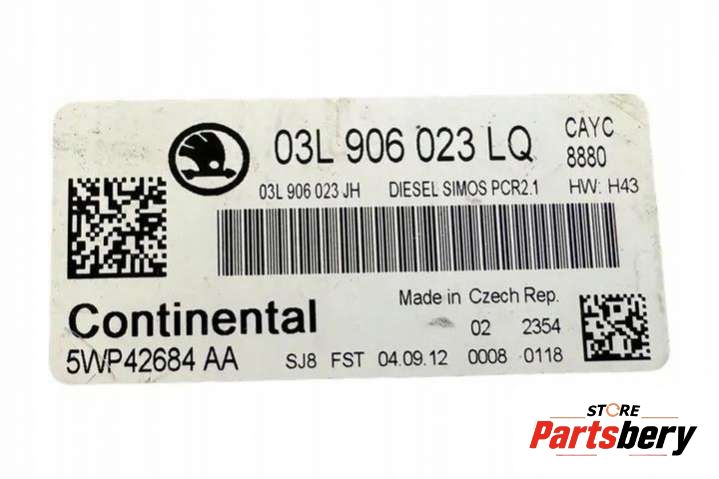 03L 906 023 LQ CAYC
8880
03L 906 023 JH DIESEL SIMOS PCR2.1 HW: H43
Made in Czech Rep.
Continental 02 2354
5WP42684 AA SJ8 FST 04.09.12 0008 0118
STORE
Partsbery